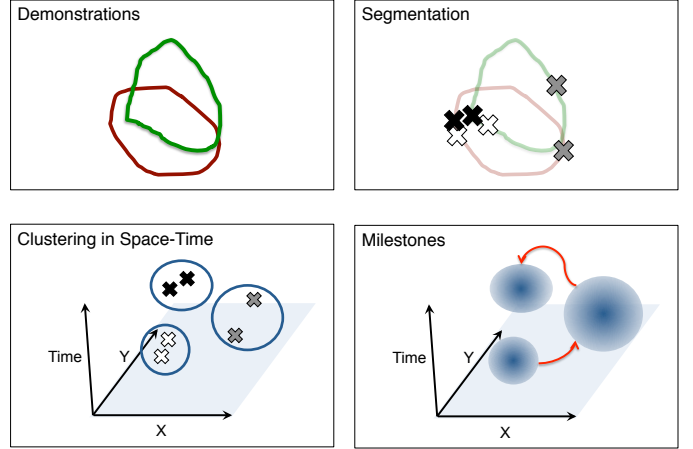 Demonstrations
Segmentation
Clustering in Space-Time
Time
Y
X
Milestones
Time
Y
X